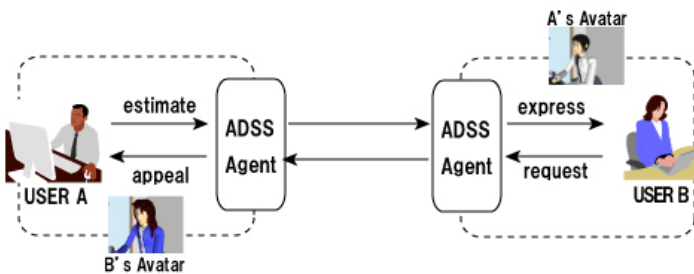 A's Avatar
estimate
ADSS
Agent
appeal
USER A
B's Avatar
ADSS
Agent
express
request
USER B